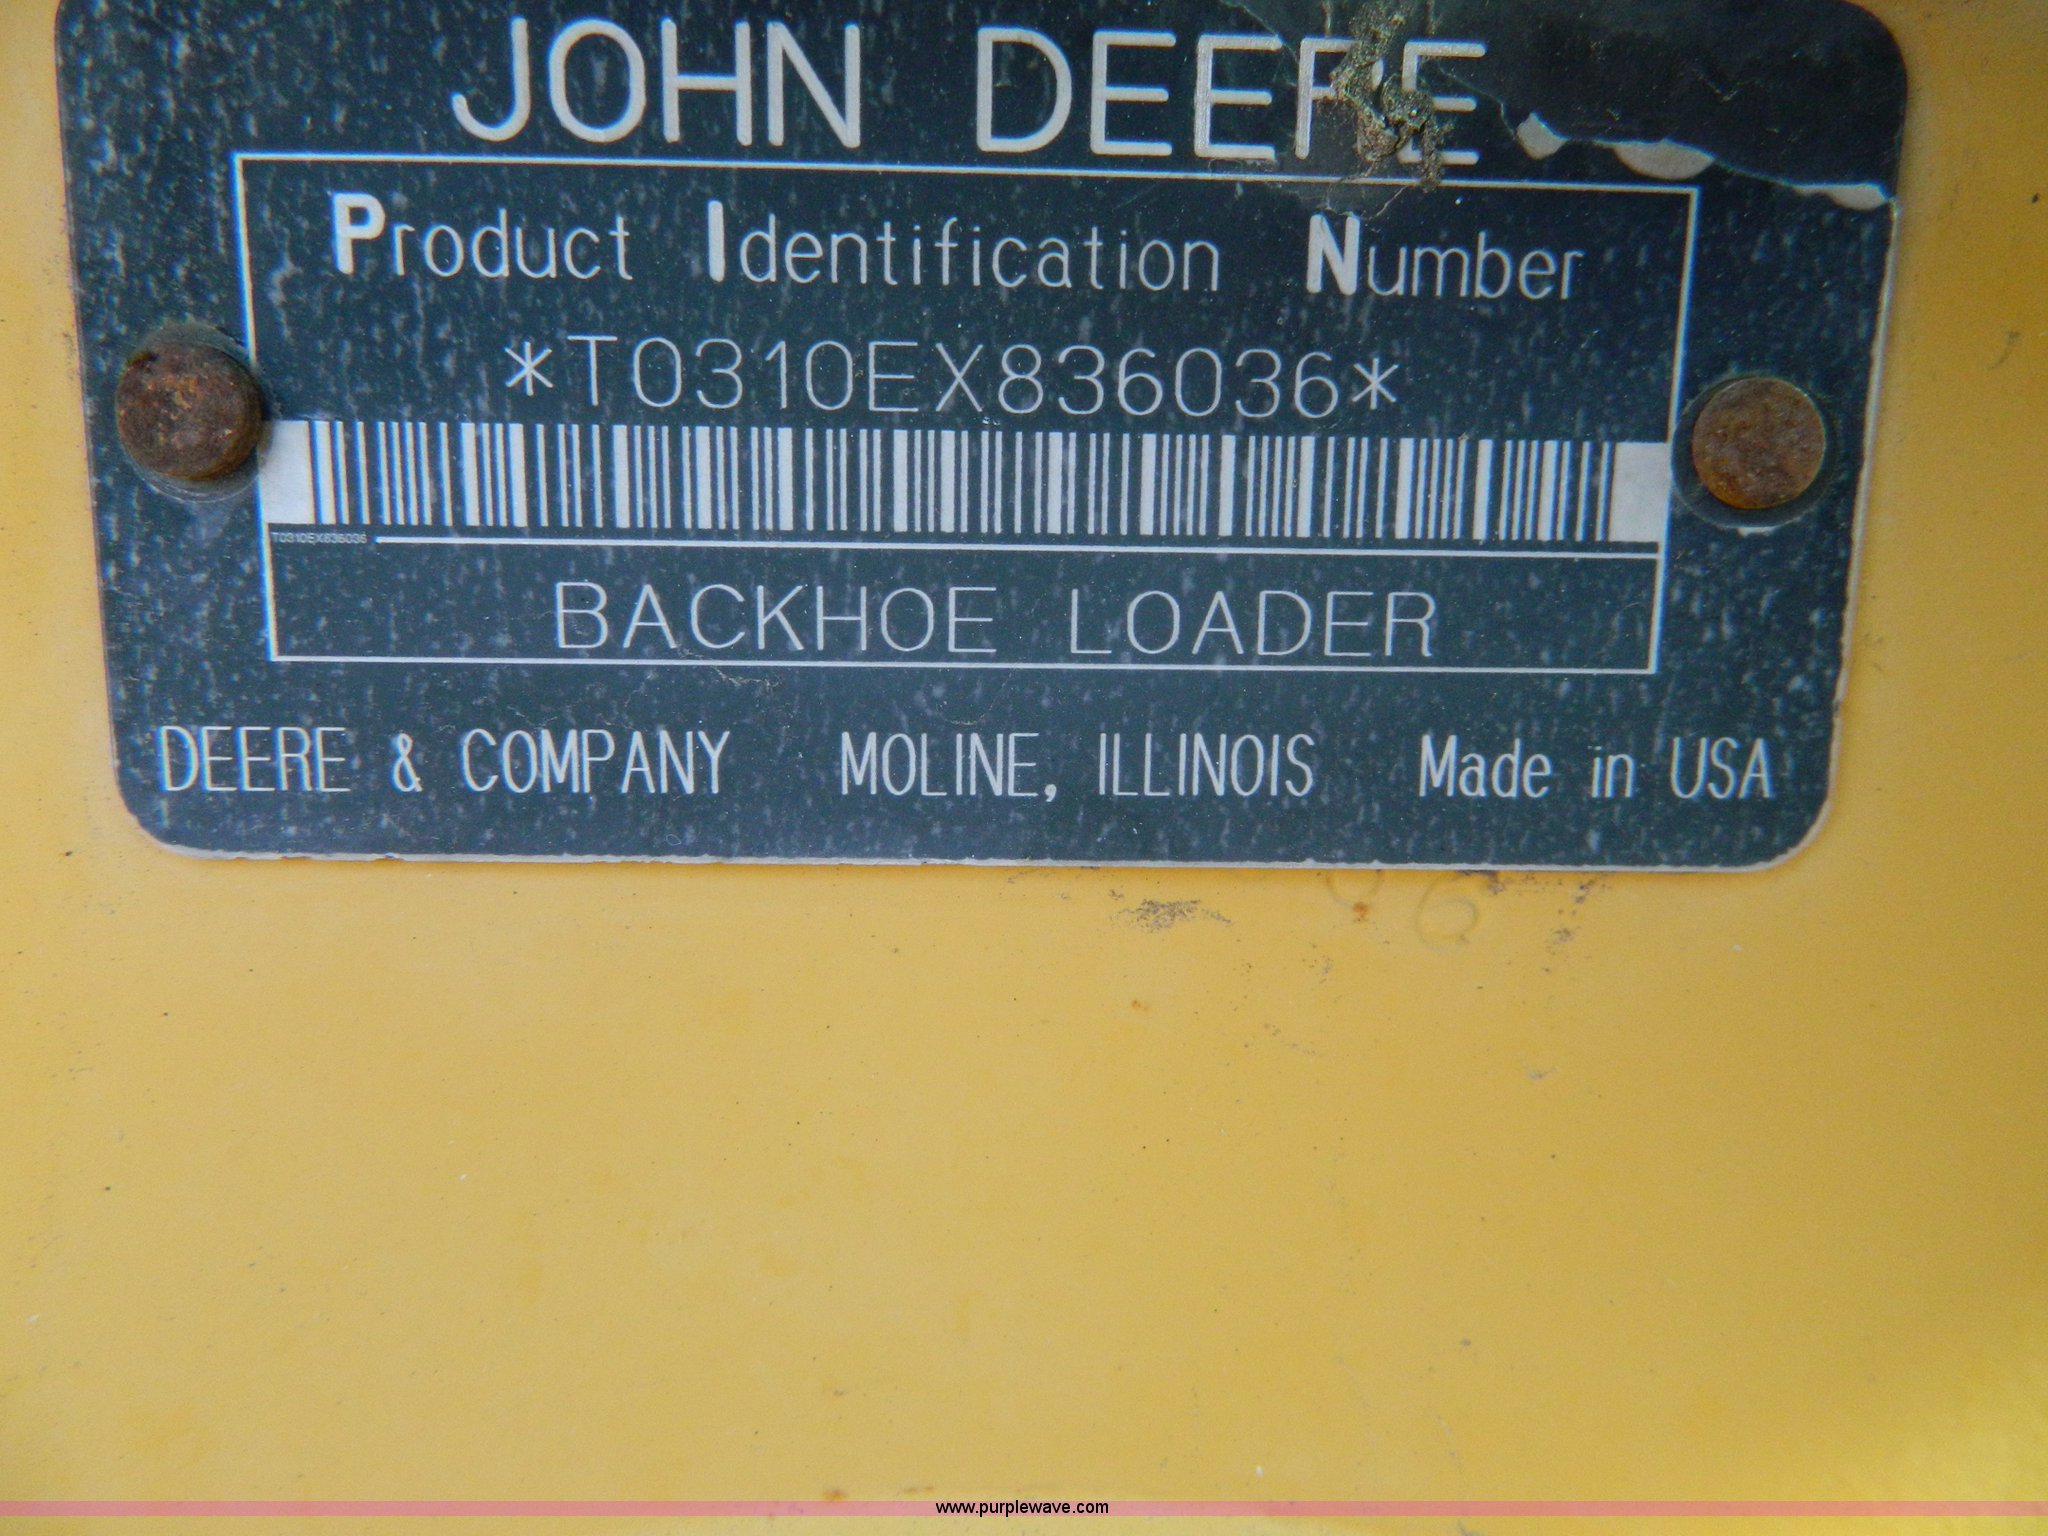 JOHN DEERE
Product Identification Number
*T0310EX836036*
T0310EX836036
BACKHOE LOADER
DEERE & COMPANY MOLINE, ILLINOIS Made in USA
36
www.purplewave.com